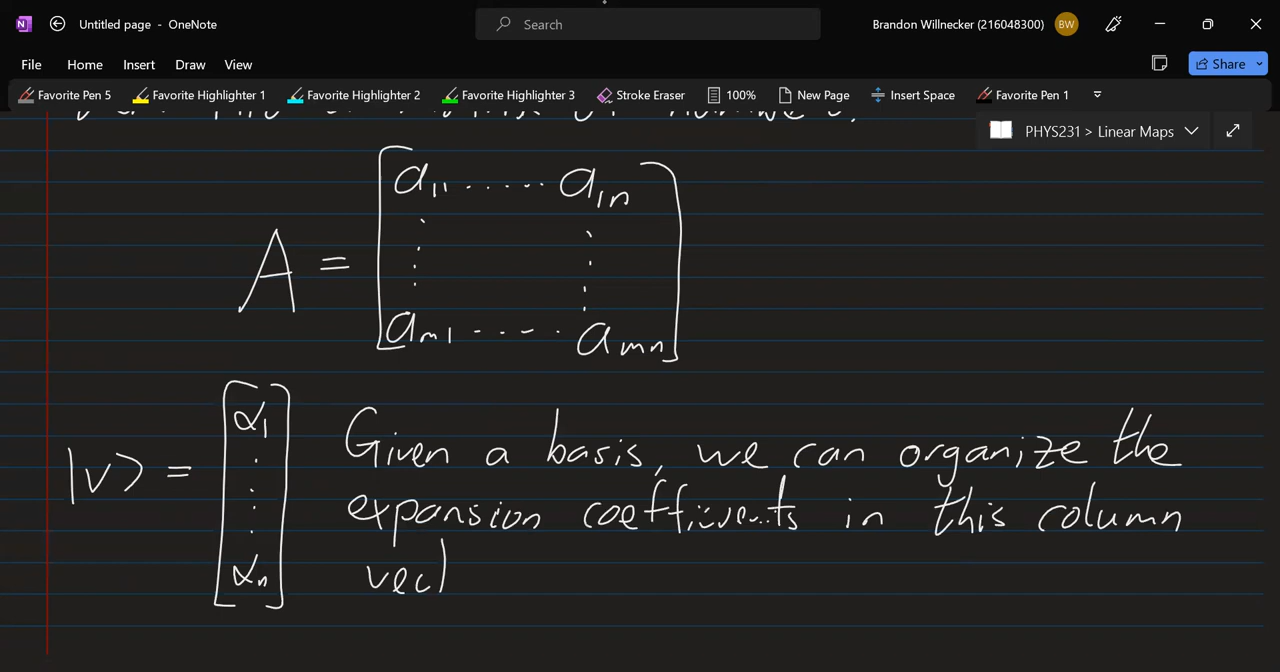 Untitled page - OneNote
Search
Brandon Willnecker (216048300) BW
File Home Insert Draw View
Share
Favorite Pen 5 Favorite Highlighter 1 Favorite Highlighter 2 Favorite Highlighter 3 Stroke Eraser 100% New Page Insert Space Favorite Pen 1
PHYS231 > Linear Maps
a11 ..... a1n
A =
am1 ..... amn
|v> = α1 ... αn
Given a basis, we can organize the
expansion coefficients in this column
vect